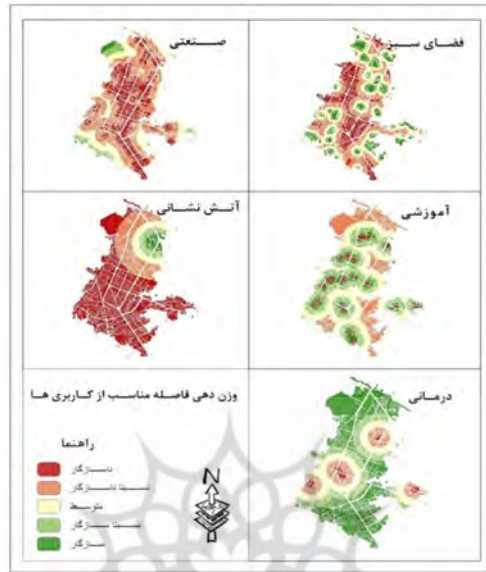 فضای سبز
صنعتی
آموزشی
آتش نشانی
درمانی
وزن دهی فاصله مناسب از کاربری ها
راهنما
ناسازگار
نسبتا ناسازگار
متوسط
نسبتا سازگار
سازگار
N